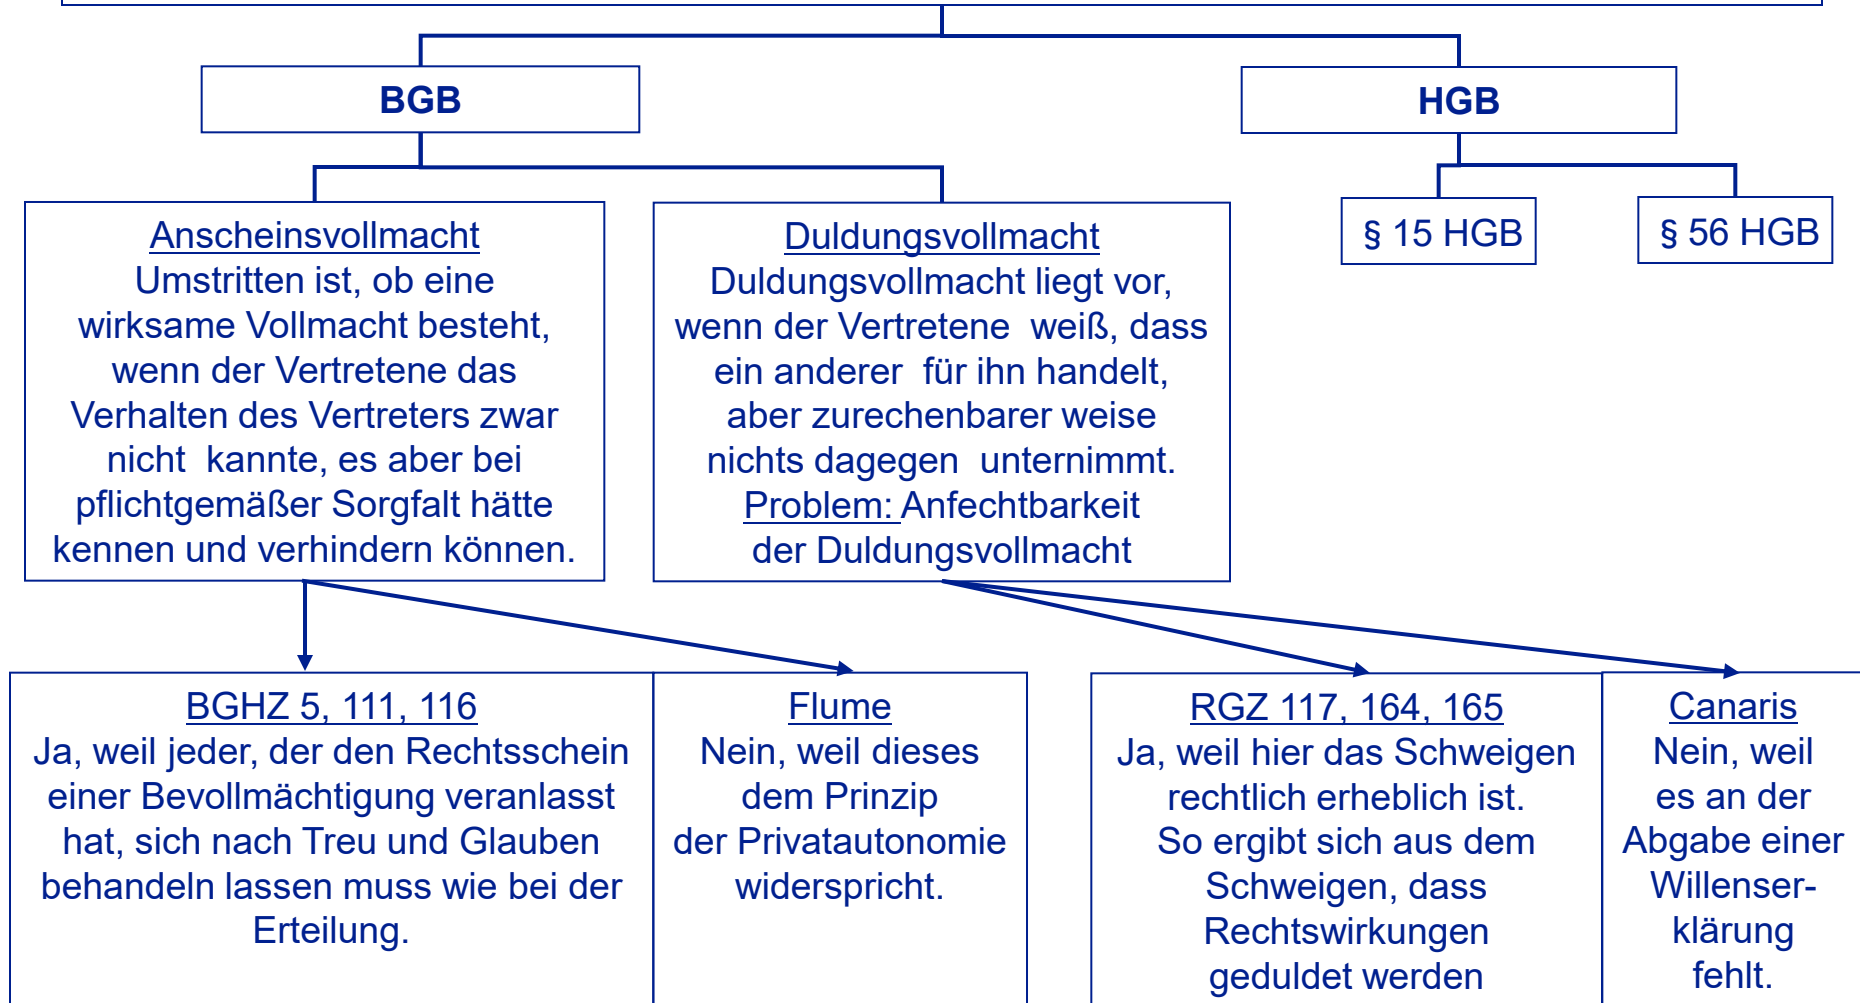 BGB
HGB
Anscheinsvollmacht
Umstritten ist, ob eine
wirksame Vollmacht besteht,
wenn der Vertretene das
Verhalten des Vertreters zwar
nicht kannte, es aber bei
pflichtgemäßer Sorgfalt hätte
kennen und verhindern können.
Duldungsvollmacht
Duldungsvollmacht liegt vor,
wenn der Vertretene weiß, dass
ein anderer für ihn handelt,
aber zurechenbarer weise
nichts dagegen unternimmt.
Problem: Anfechtbarkeit
der Duldungsvollmacht
§ 15 HGB
§ 56 HGB
BGHZ 5, 111, 116
Ja, weil jeder, der den Rechtsschein
einer Bevollmächtigung veranlasst
hat, sich nach Treu und Glauben
behandeln lassen muss wie bei der
Erteilung.
Flume
Nein, weil dieses
dem Prinzip
der Privatautonomie
widerspricht.
RGZ 117, 164, 165
Ja, weil hier das Schweigen
rechtlich erheblich ist.
So ergibt sich aus dem
Schweigen, dass
Rechtswirkungen
geduldet werden
Canaris
Nein, weil
es an der
Abgabe einer
Willenser-
klärung
fehlt.